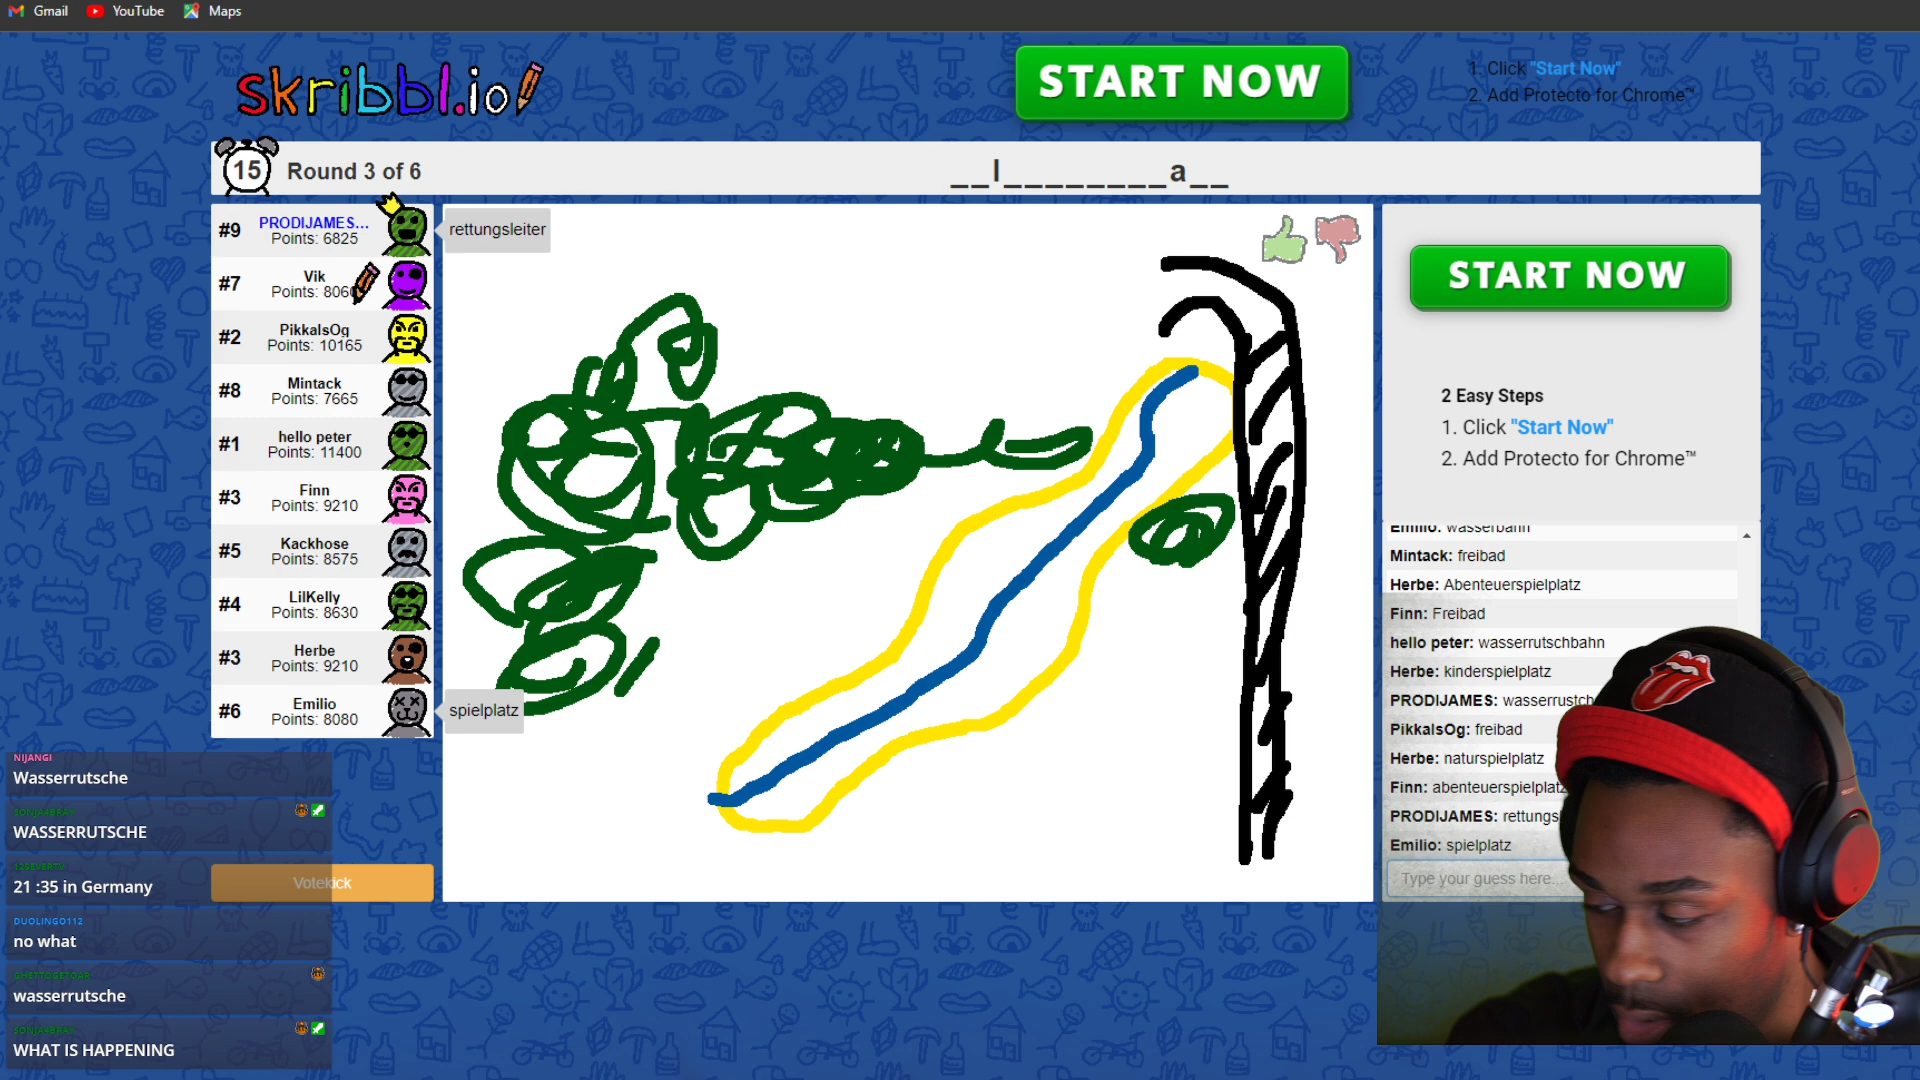 Gmail YouTube Maps
skribbl.io
START NOW
1. Click "Start Now"
2. Add Protecto for Chrome™
15 Round 3 of 6 __l________a__
#9 PRODIJAMES...
Points: 6825
rettungsleiter
#7 Vik
Points: 8060
#2 PikkalsOg
Points: 10165
#8 Mintack
Points: 7665
#1 hello peter
Points: 11400
#3 Finn
Points: 9210
#5 Kackhose
Points: 8575
#4 LilKelly
Points: 8630
#3 Herbe
Points: 9210
#6 Emilio
Points: 8080
spielplatz
START NOW
2 Easy Steps
1. Click "Start Now"
2. Add Protecto for Chrome™
Emilio: wasserbahn
Mintack: freibad
Herbe: Abenteuerspielplatz
Finn: Freibad
hello peter: wasserrutschbahn
Herbe: kinderspielplatz
PRODIJAMES: wasserrustch
PikkalsOg: freibad
Herbe: naturspielplatz
Finn: abenteuerspielplatz
PRODIJAMES: rettungs
Emilio: spielplatz
Type your guess here...
NIJANGI
Wasserrutsche
WASSERRUTSCHE
21 :35 in Germany
Votekick
DUOLINGO112
no what
GHETTOGETOAP
wasserrutsche
WHAT IS HAPPENING